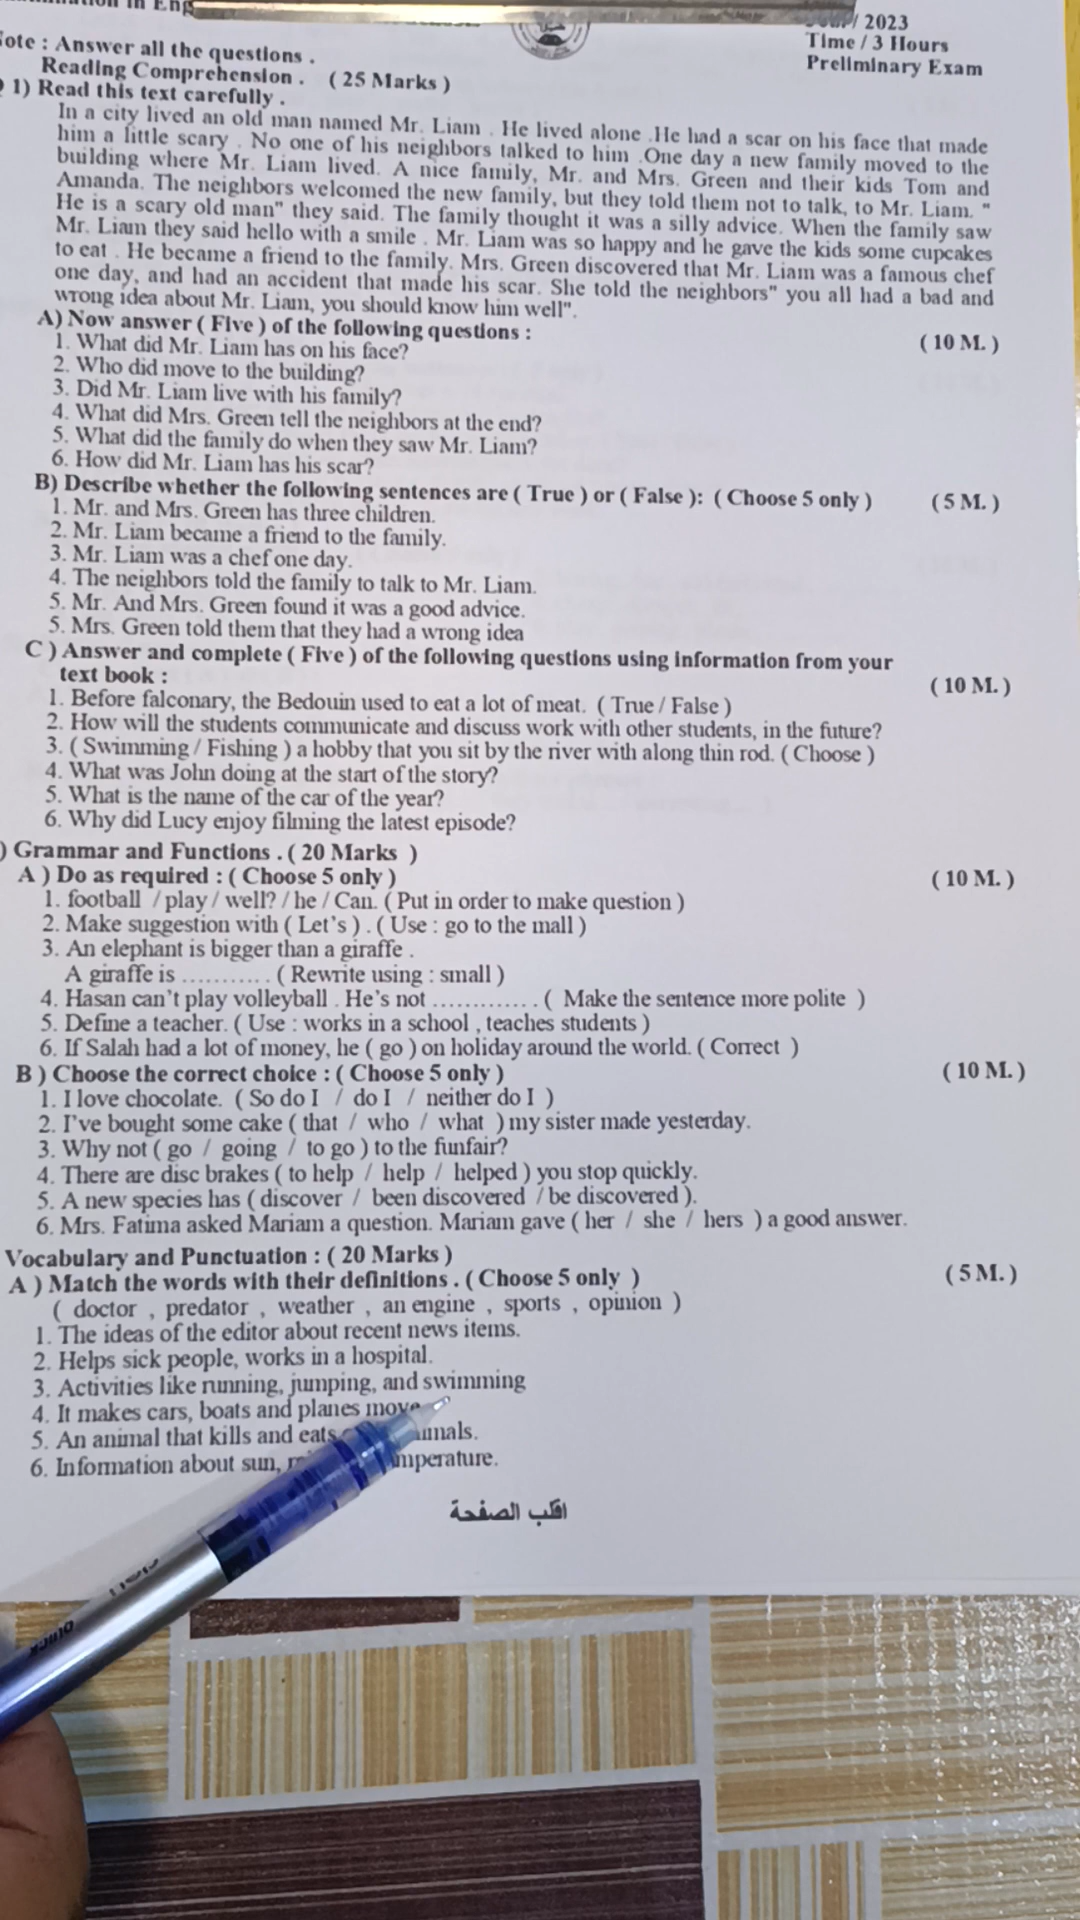 in Eng
/ 2023
ote : Answer all the questions .
Time / 3 Hours
Reading Comprehension . ( 25 Marks )
Preliminary Exam
1) Read this text carefully .
In a city lived an old man named Mr. Liam . He lived alone .He had a scar on his face that made
him a little scary . No one of his neighbors talked to him .One day a new family moved to the
building where Mr. Liam lived. A nice family, Mr. and Mrs. Green and their kids Tom and
Amanda. The neighbors welcomed the new family, but they told them not to talk, to Mr. Liam. "
He is a scary old man" they said. The family thought it was a silly advice. When the family saw
Mr. Liam they said hello with a smile . Mr. Liam was so happy and he gave the kids some cupcakes
to eat . He became a friend to the family. Mrs. Green discovered that Mr. Liam was a famous chef
one day, and had an accident that made his scar. She told the neighbors" you all had a bad and
wrong idea about Mr. Liam, you should know him well".
A) Now answer ( Five ) of the following questions : ( 10 M. )
1. What did Mr. Liam has on his face?
2. Who did move to the building?
3. Did Mr. Liam live with his family?
4. What did Mrs. Green tell the neighbors at the end?
5. What did the family do when they saw Mr. Liam?
6. How did Mr. Liam has his scar?
B) Describe whether the following sentences are ( True ) or ( False ): ( Choose 5 only ) ( 5 M. )
1. Mr. and Mrs. Green has three children.
2. Mr. Liam became a friend to the family.
3. Mr. Liam was a chef one day.
4. The neighbors told the family to talk to Mr. Liam.
5. Mr. And Mrs. Green found it was a good advice.
5. Mrs. Green told them that they had a wrong idea
C ) Answer and complete ( Five ) of the following questions using information from your
text book : ( 10 M. )
1. Before falconary, the Bedouin used to eat a lot of meat. ( True / False )
2. How will the students communicate and discuss work with other students, in the future?
3. ( Swimming / Fishing ) a hobby that you sit by the river with along thin rod. ( Choose )
4. What was John doing at the start of the story?
5. What is the name of the car of the year?
6. Why did Lucy enjoy filming the latest episode?
) Grammar and Functions . ( 20 Marks )
A ) Do as required : ( Choose 5 only ) ( 10 M. )
1. football / play / well? / he / Can. ( Put in order to make question )
2. Make suggestion with ( Let's ) . ( Use : go to the mall )
3. An elephant is bigger than a giraffe .
A giraffe is ........... ( Rewrite using : small )
4. Hasan can't play volleyball . He's not ............. ( Make the sentence more polite )
5. Define a teacher. ( Use : works in a school , teaches students )
6. If Salah had a lot of money, he ( go ) on holiday around the world. ( Correct )
B ) Choose the correct choice : ( Choose 5 only ) ( 10 M. )
1. I love chocolate. ( So do I / do I / neither do I )
2. I've bought some cake ( that / who / what ) my sister made yesterday.
3. Why not ( go / going / to go ) to the funfair?
4. There are disc brakes ( to help / help / helped ) you stop quickly.
5. A new species has ( discover / been discovered / be discovered ).
6. Mrs. Fatima asked Mariam a question. Mariam gave ( her / she / hers ) a good answer.
Vocabulary and Punctuation : ( 20 Marks )
A ) Match the words with their definitions . ( Choose 5 only ) ( 5 M. )
( doctor , predator , weather , an engine , sports , opinion )
1. The ideas of the editor about recent news items.
2. Helps sick people, works in a hospital.
3. Activities like running, jumping, and swimming
4. It makes cars, boats and planes move
5. An animal that kills and eats
6. Information about sun,
اقلب الصفحة
QUICK